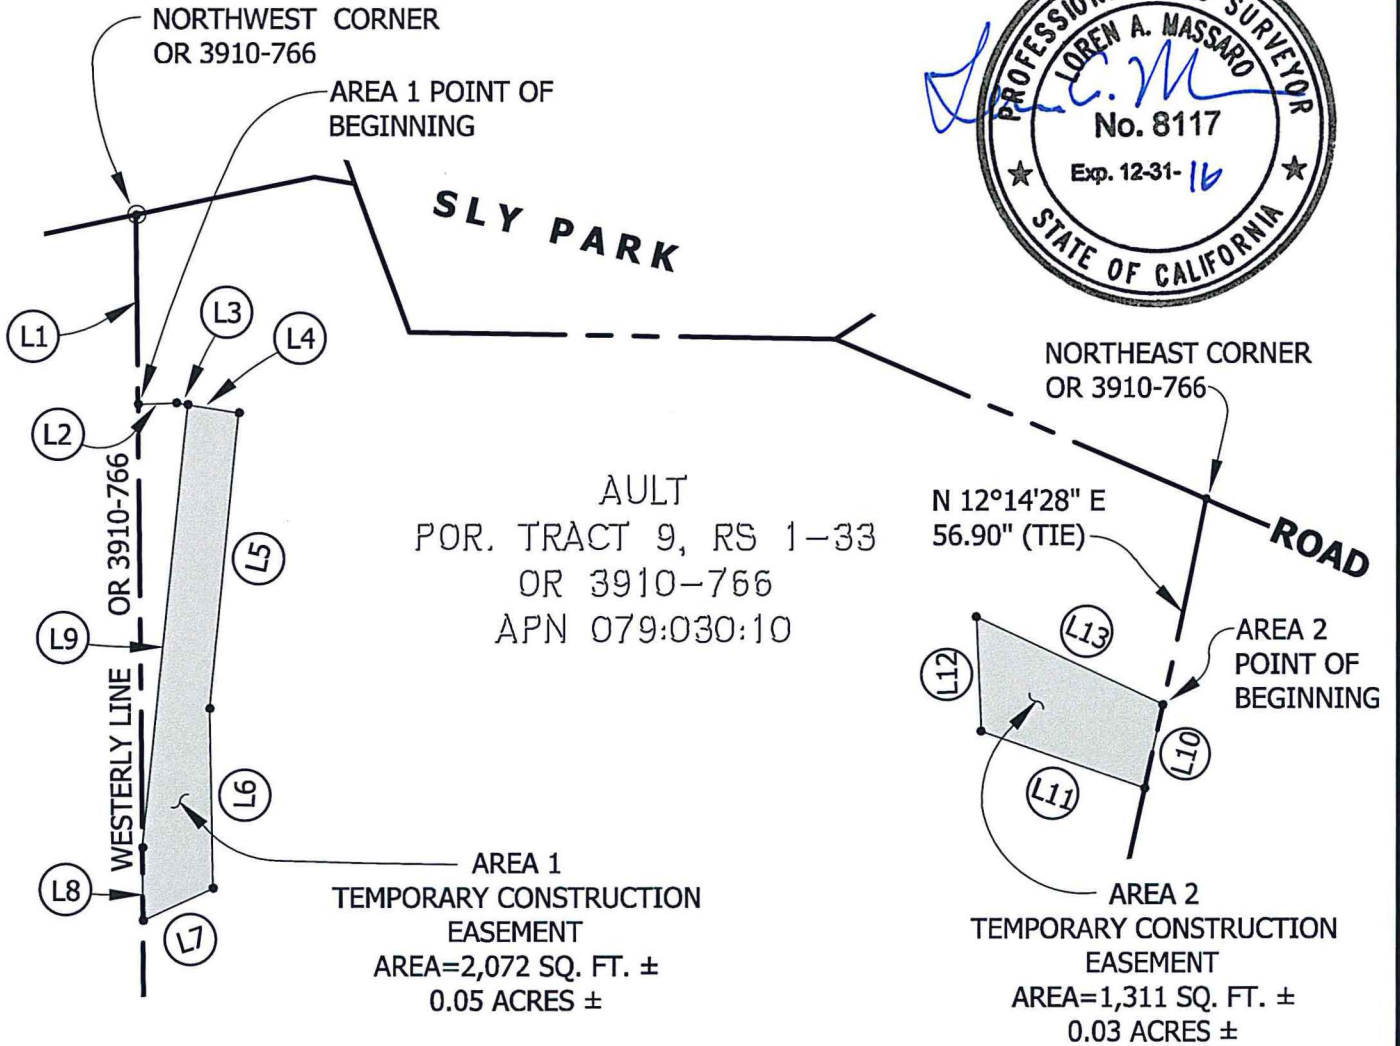 NORTHWEST CORNER
OR 3910-766
AREA 1 POINT OF
BEGINNING
SURVEYOR
LOREN A. MASSARO
No. 8117
Exp. 12-31-16
STATE OF CALIFORNIA
SLY PARK
ROAD
L1
L3
L4
L2
NORTHEAST CORNER
OR 3910-766
WESTERLY LINE OR 3910-766
AULT
POR. TRACT 9, RS 1-33
OR 3910-766
APN 079:030:10
N 12°14'28" E
56.90" (TIE)
L5
L9
L13
L12
AREA 2
POINT OF
BEGINNING
L10
L11
L6
L8
L7
AREA 1
TEMPORARY CONSTRUCTION
EASEMENT
AREA=2,072 SQ. FT. ±
0.05 ACRES ±
AREA 2
TEMPORARY CONSTRUCTION
EASEMENT
AREA=1,311 SQ. FT. ±
0.03 ACRES ±